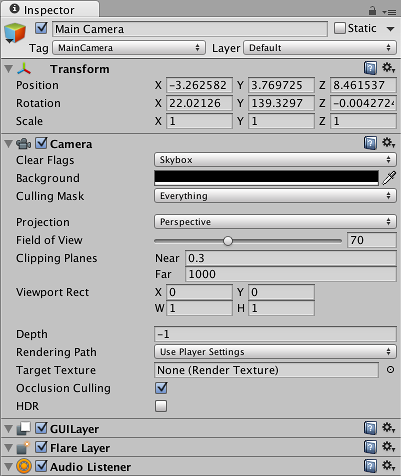 Inspector
Main Camera Static
Tag MainCamera Layer Default
Transform
Position X -3.262582 Y 3.769725 Z 8.461537
Rotation X 22.02126 Y 139.3297 Z -0.0042724
Scale X 1 Y 1 Z 1
Camera
Clear Flags Skybox
Background
Culling Mask Everything
Projection Perspective
Field of View 70
Clipping Planes Near 0.3
Far 1000
Viewport Rect X 0 Y 0
W 1 H 1
Depth -1
Rendering Path Use Player Settings
Target Texture None (Render Texture)
Occlusion Culling
HDR
GUILayer
Flare Layer
Audio Listener